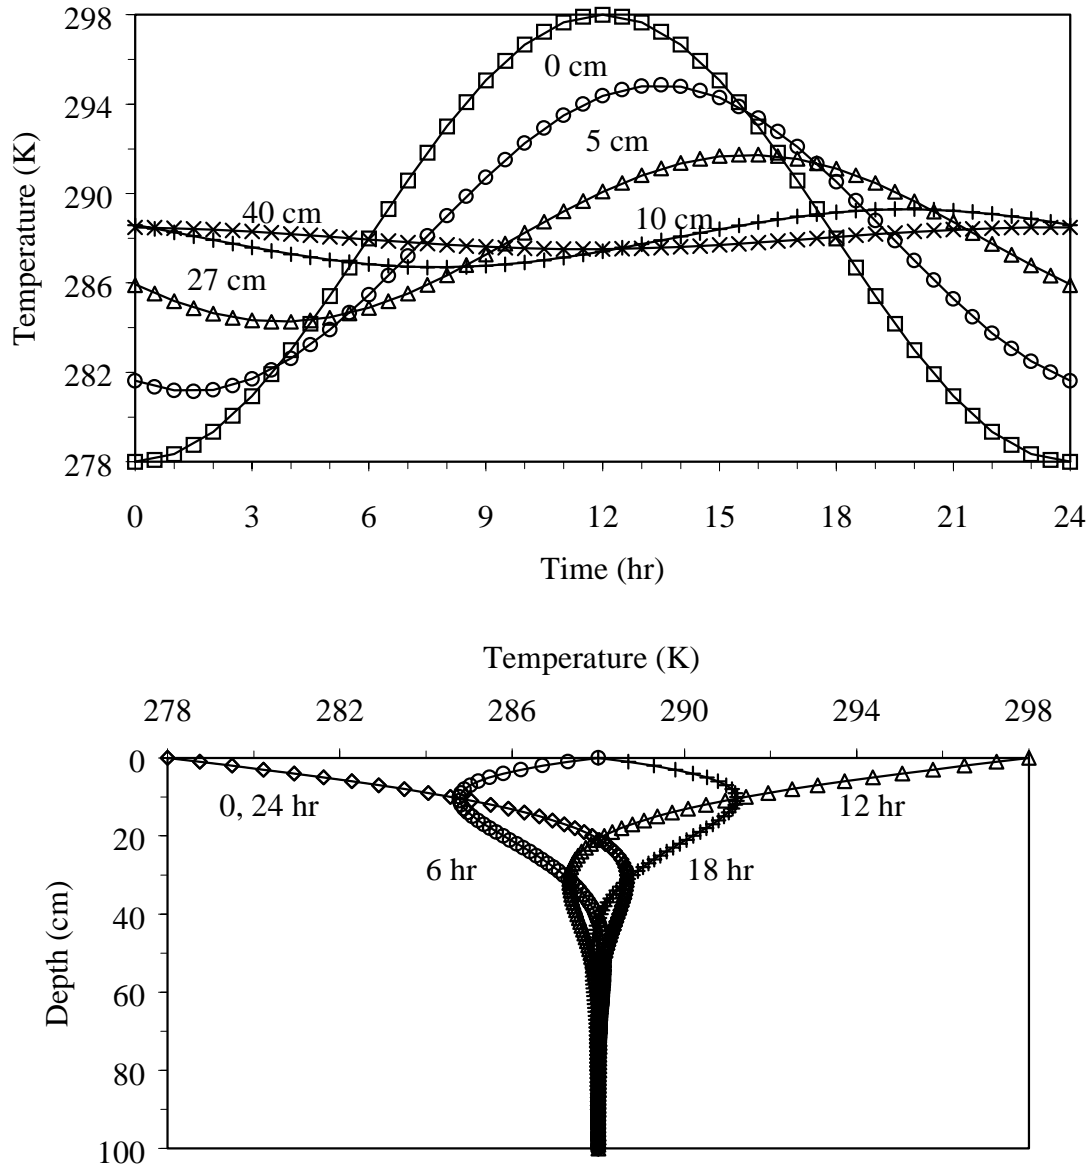 298
0 cm
294
5 cm
Temperature (K)
290
40 cm
10 cm
286
27 cm
282
278
0 3 6 9 12 15 18 21 24
Time (hr)
Temperature (K)
278 282 286 290 294 298
0
0, 24 hr
12 hr
20
6 hr
18 hr
40
Depth (cm)
60
80
100